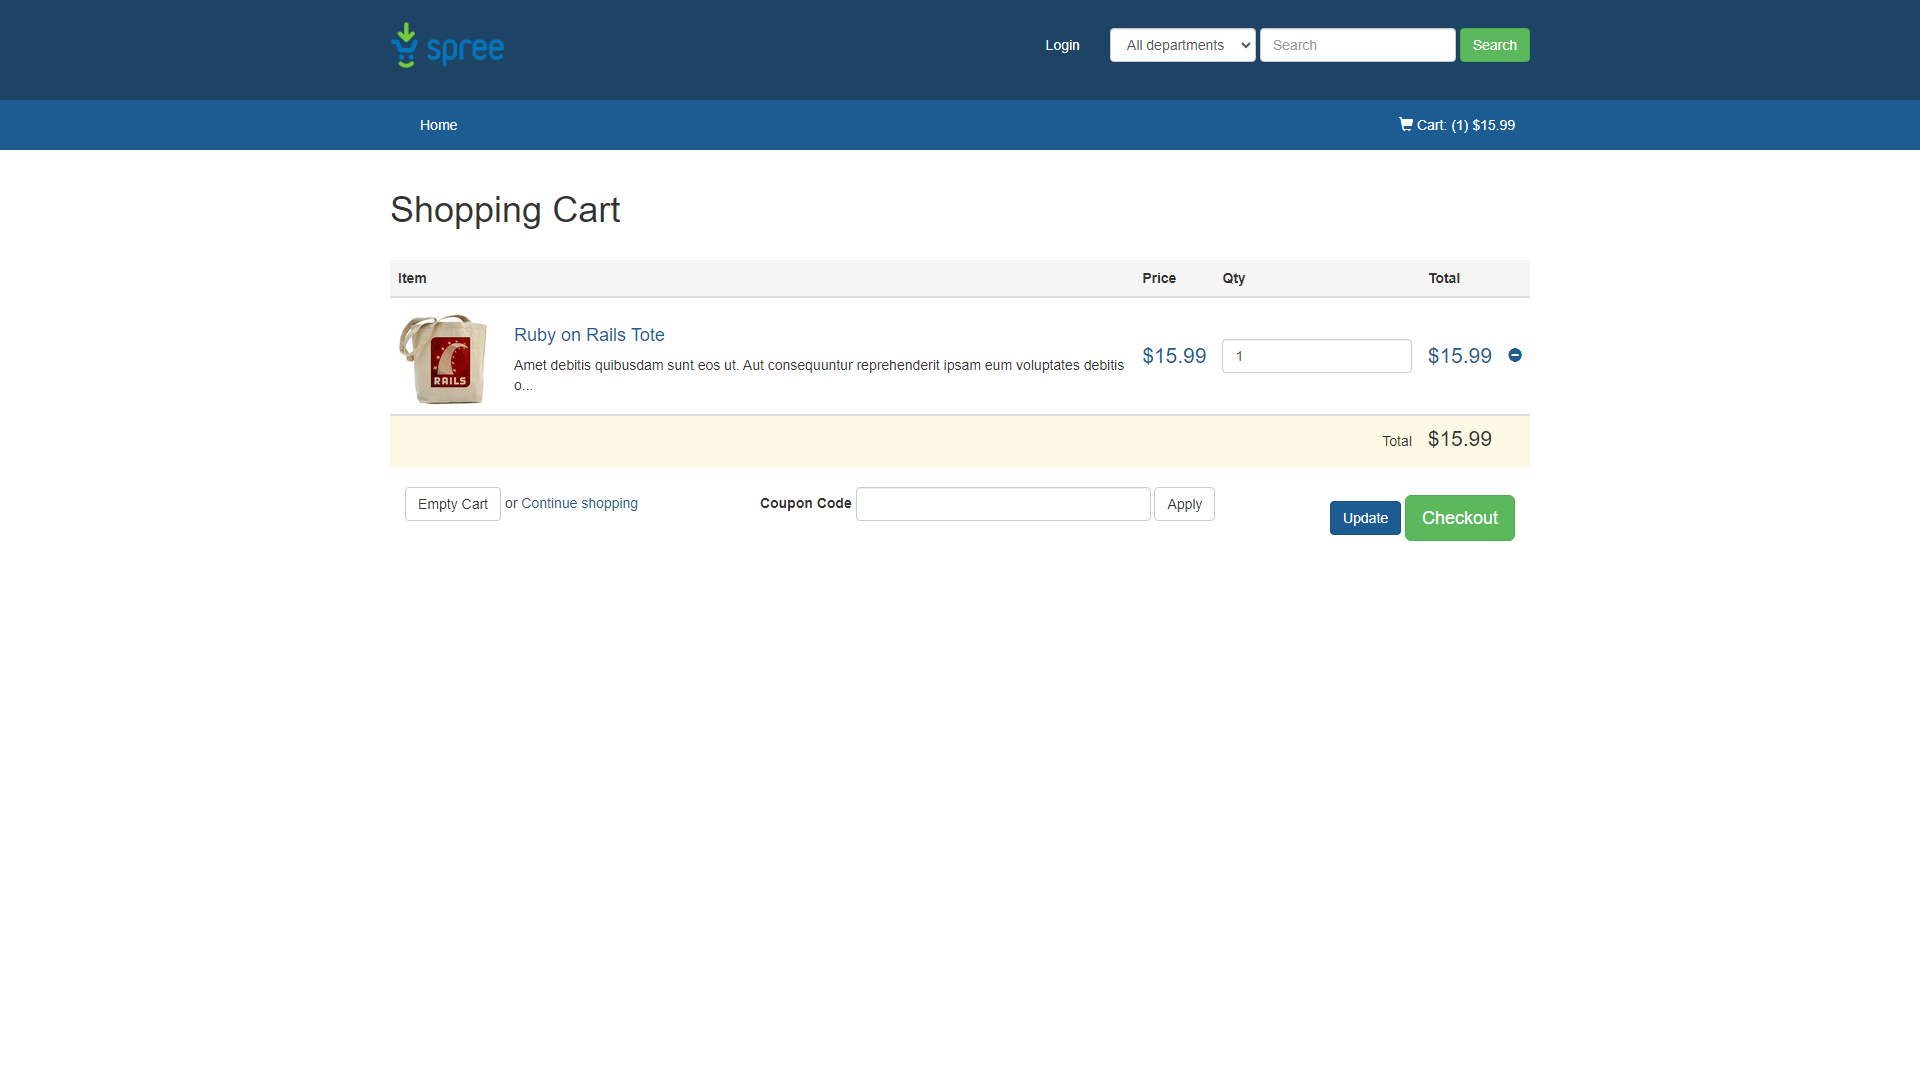 spree
Login
All departments
Search
Search
Home
Cart: (1) $15.99
Shopping Cart
Item Price Qty Total
RAILS
Ruby on Rails Tote
Amet debitis quibusdam sunt eos ut. Aut consequuntur reprehenderit ipsam eum voluptates debitis
o...
$15.99 1 $15.99
Total $15.99
Empty Cart or Continue shopping
Coupon Code Apply
Update Checkout